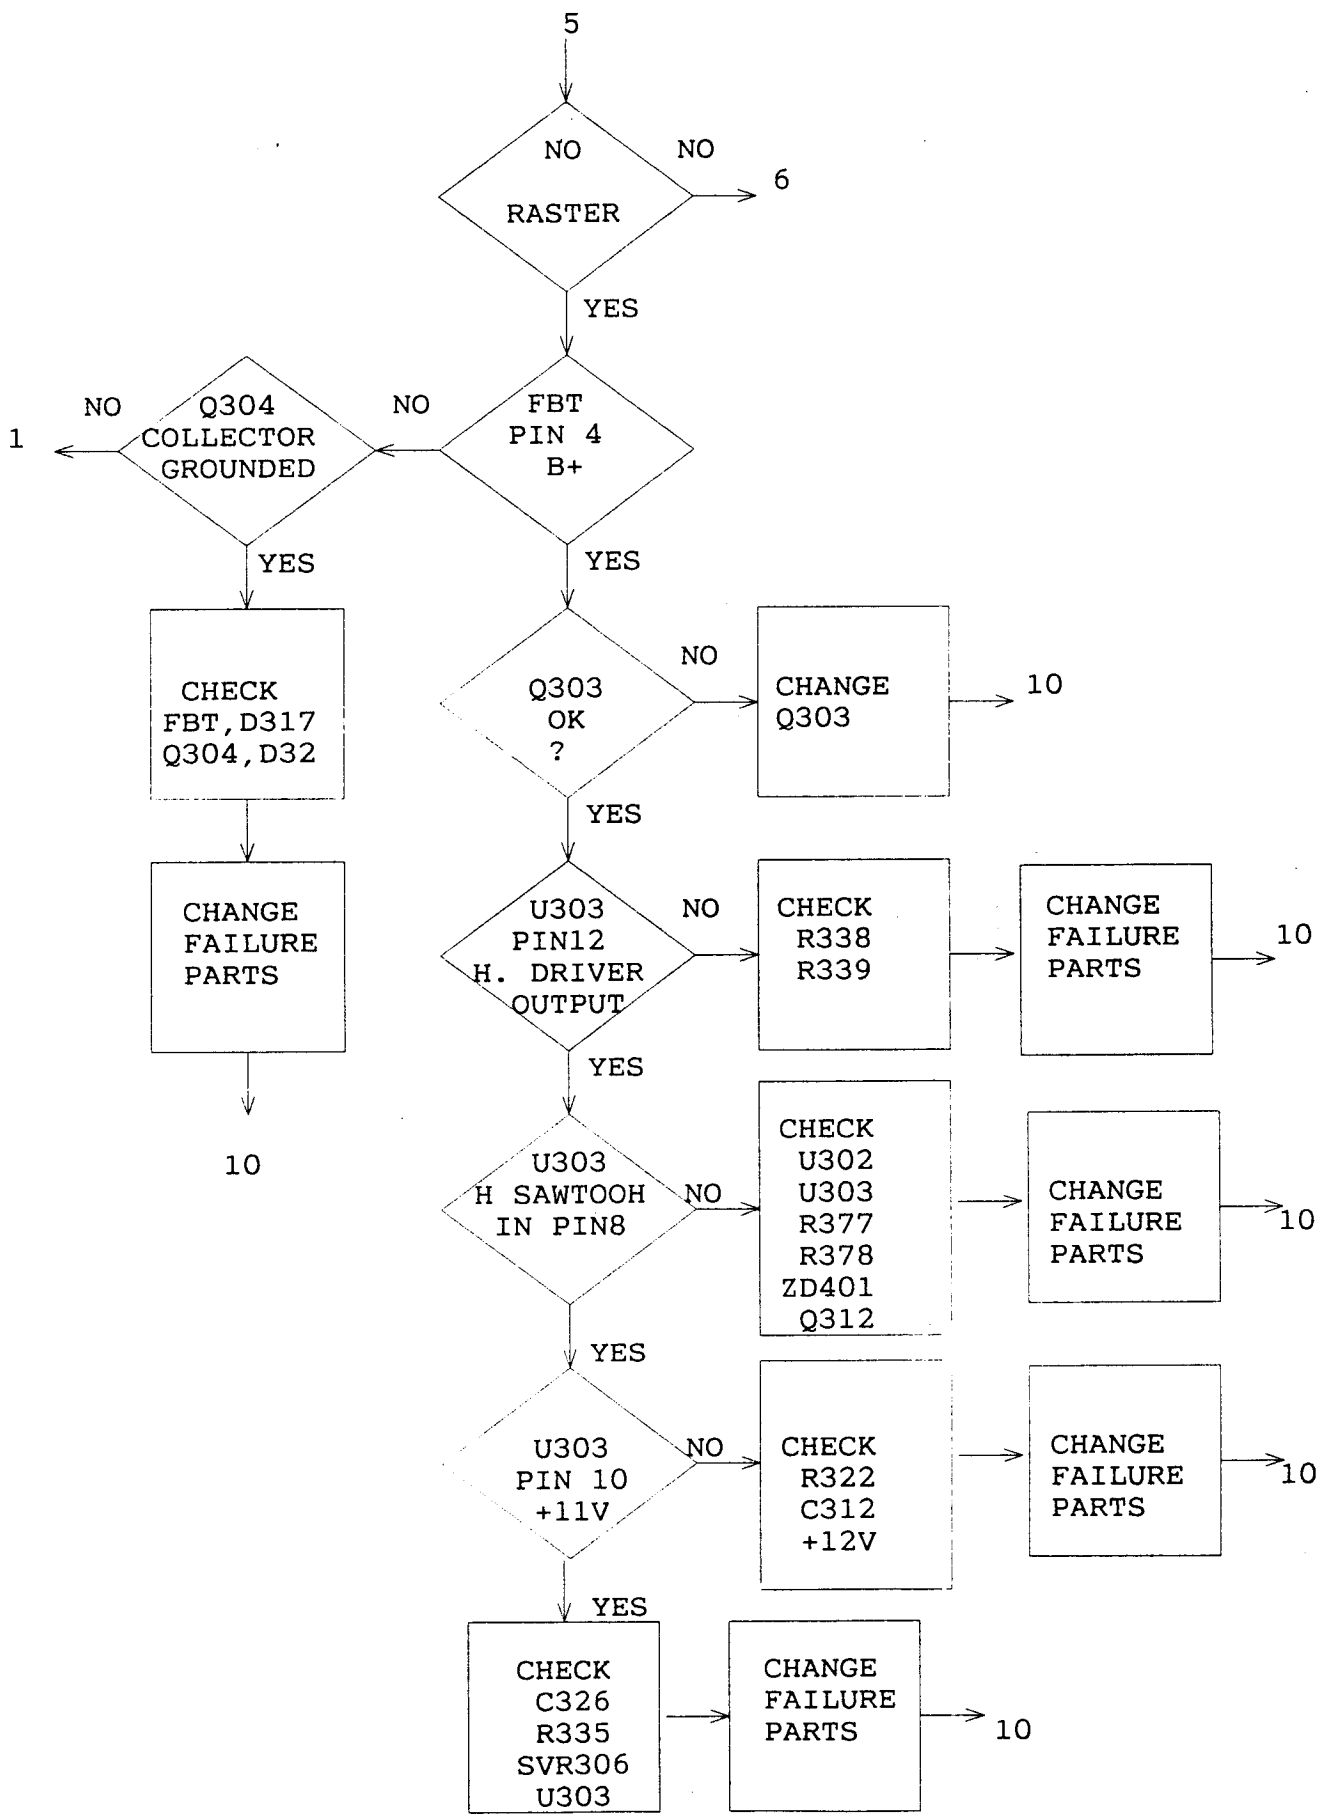 5
NO
RASTER
NO
6
YES
FBT
PIN 4
B+
NO
Q304
COLLECTOR
GROUNDED
NO
1
YES
CHECK
FBT,D317
Q304,D32
CHANGE
FAILURE
PARTS
10
YES
Q303
OK
?
NO
CHANGE
Q303
10
YES
U303
PIN12
H. DRIVER
OUTPUT
NO
CHECK
R338
R339
CHANGE
FAILURE
PARTS
10
YES
U303
H SAWTOOH
IN PIN8
NO
CHECK
U302
U303
R377
R378
ZD401
Q312
CHANGE
FAILURE
PARTS
10
YES
U303
PIN 10
+11V
NO
CHECK
R322
C312
+12V
CHANGE
FAILURE
PARTS
10
YES
CHECK
C326
R335
SVR306
U303
CHANGE
FAILURE
PARTS
10